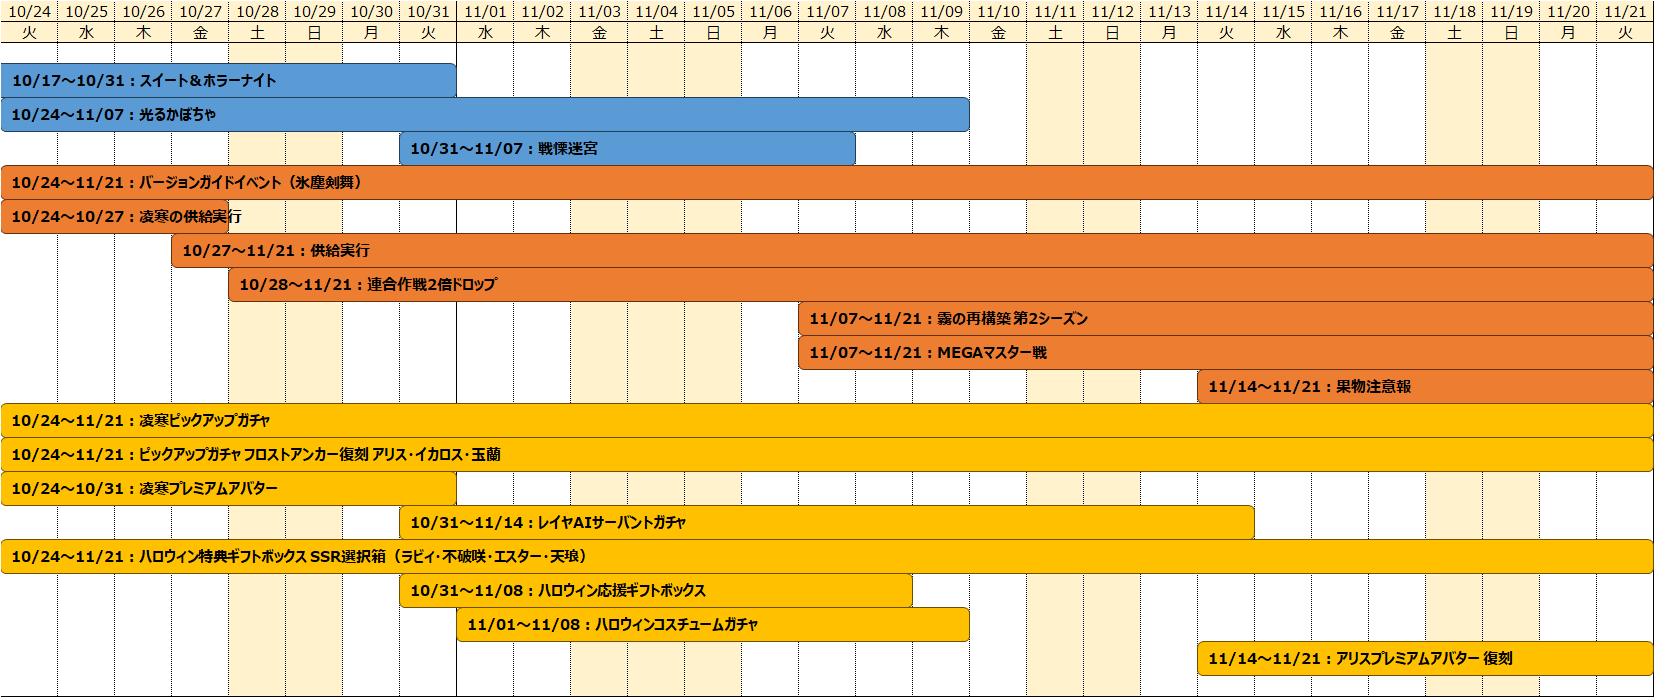 10/24 10/25 10/26 10/27 10/28 10/29 10/30 10/31 11/01 11/02 11/03 11/04 11/05 11/06 11/07 11/08 11/09 11/10 11/11 11/12 11/13 11/14 11/15 11/16 11/17 11/18 11/19 11/20 11/21
火 水 木 金 土 日 月 火 水 木 金 土 日 月 火 水 木 金 土 日 月 火 水 木 金 土 日 月 火
10/17～10/31：スイート＆ホラーナイト
10/24～11/07：光るかぼちゃ
10/31～11/07：戦慄迷宮
10/24～11/21：バージョンガイドイベント（氷塵剣舞）
10/24～10/27：凌寒の供給実行
10/27～11/21：供給実行
10/28～11/21：連合作戦2倍ドロップ
11/07～11/21：霧の再構築 第2シーズン
11/07～11/21：MEGAマスター戦
11/14～11/21：果物注意報
10/24～11/21：凌寒ピックアップガチャ
10/24～11/21：ピックアップガチャ フロストアンカー復刻 アリス・イカロス・玉蘭
10/24～10/31：凌寒プレミアムアバター
10/31～11/14：レイヤAIサーバントガチャ
10/24～11/21：ハロウィン特典ギフトボックス SSR選択箱（ラビィ・不破咲・エスター・天琅）
10/31～11/08：ハロウィン応援ギフトボックス
11/01～11/08：ハロウィンコスチュームガチャ
11/14～11/21：アリスプレミアムアバター 復刻